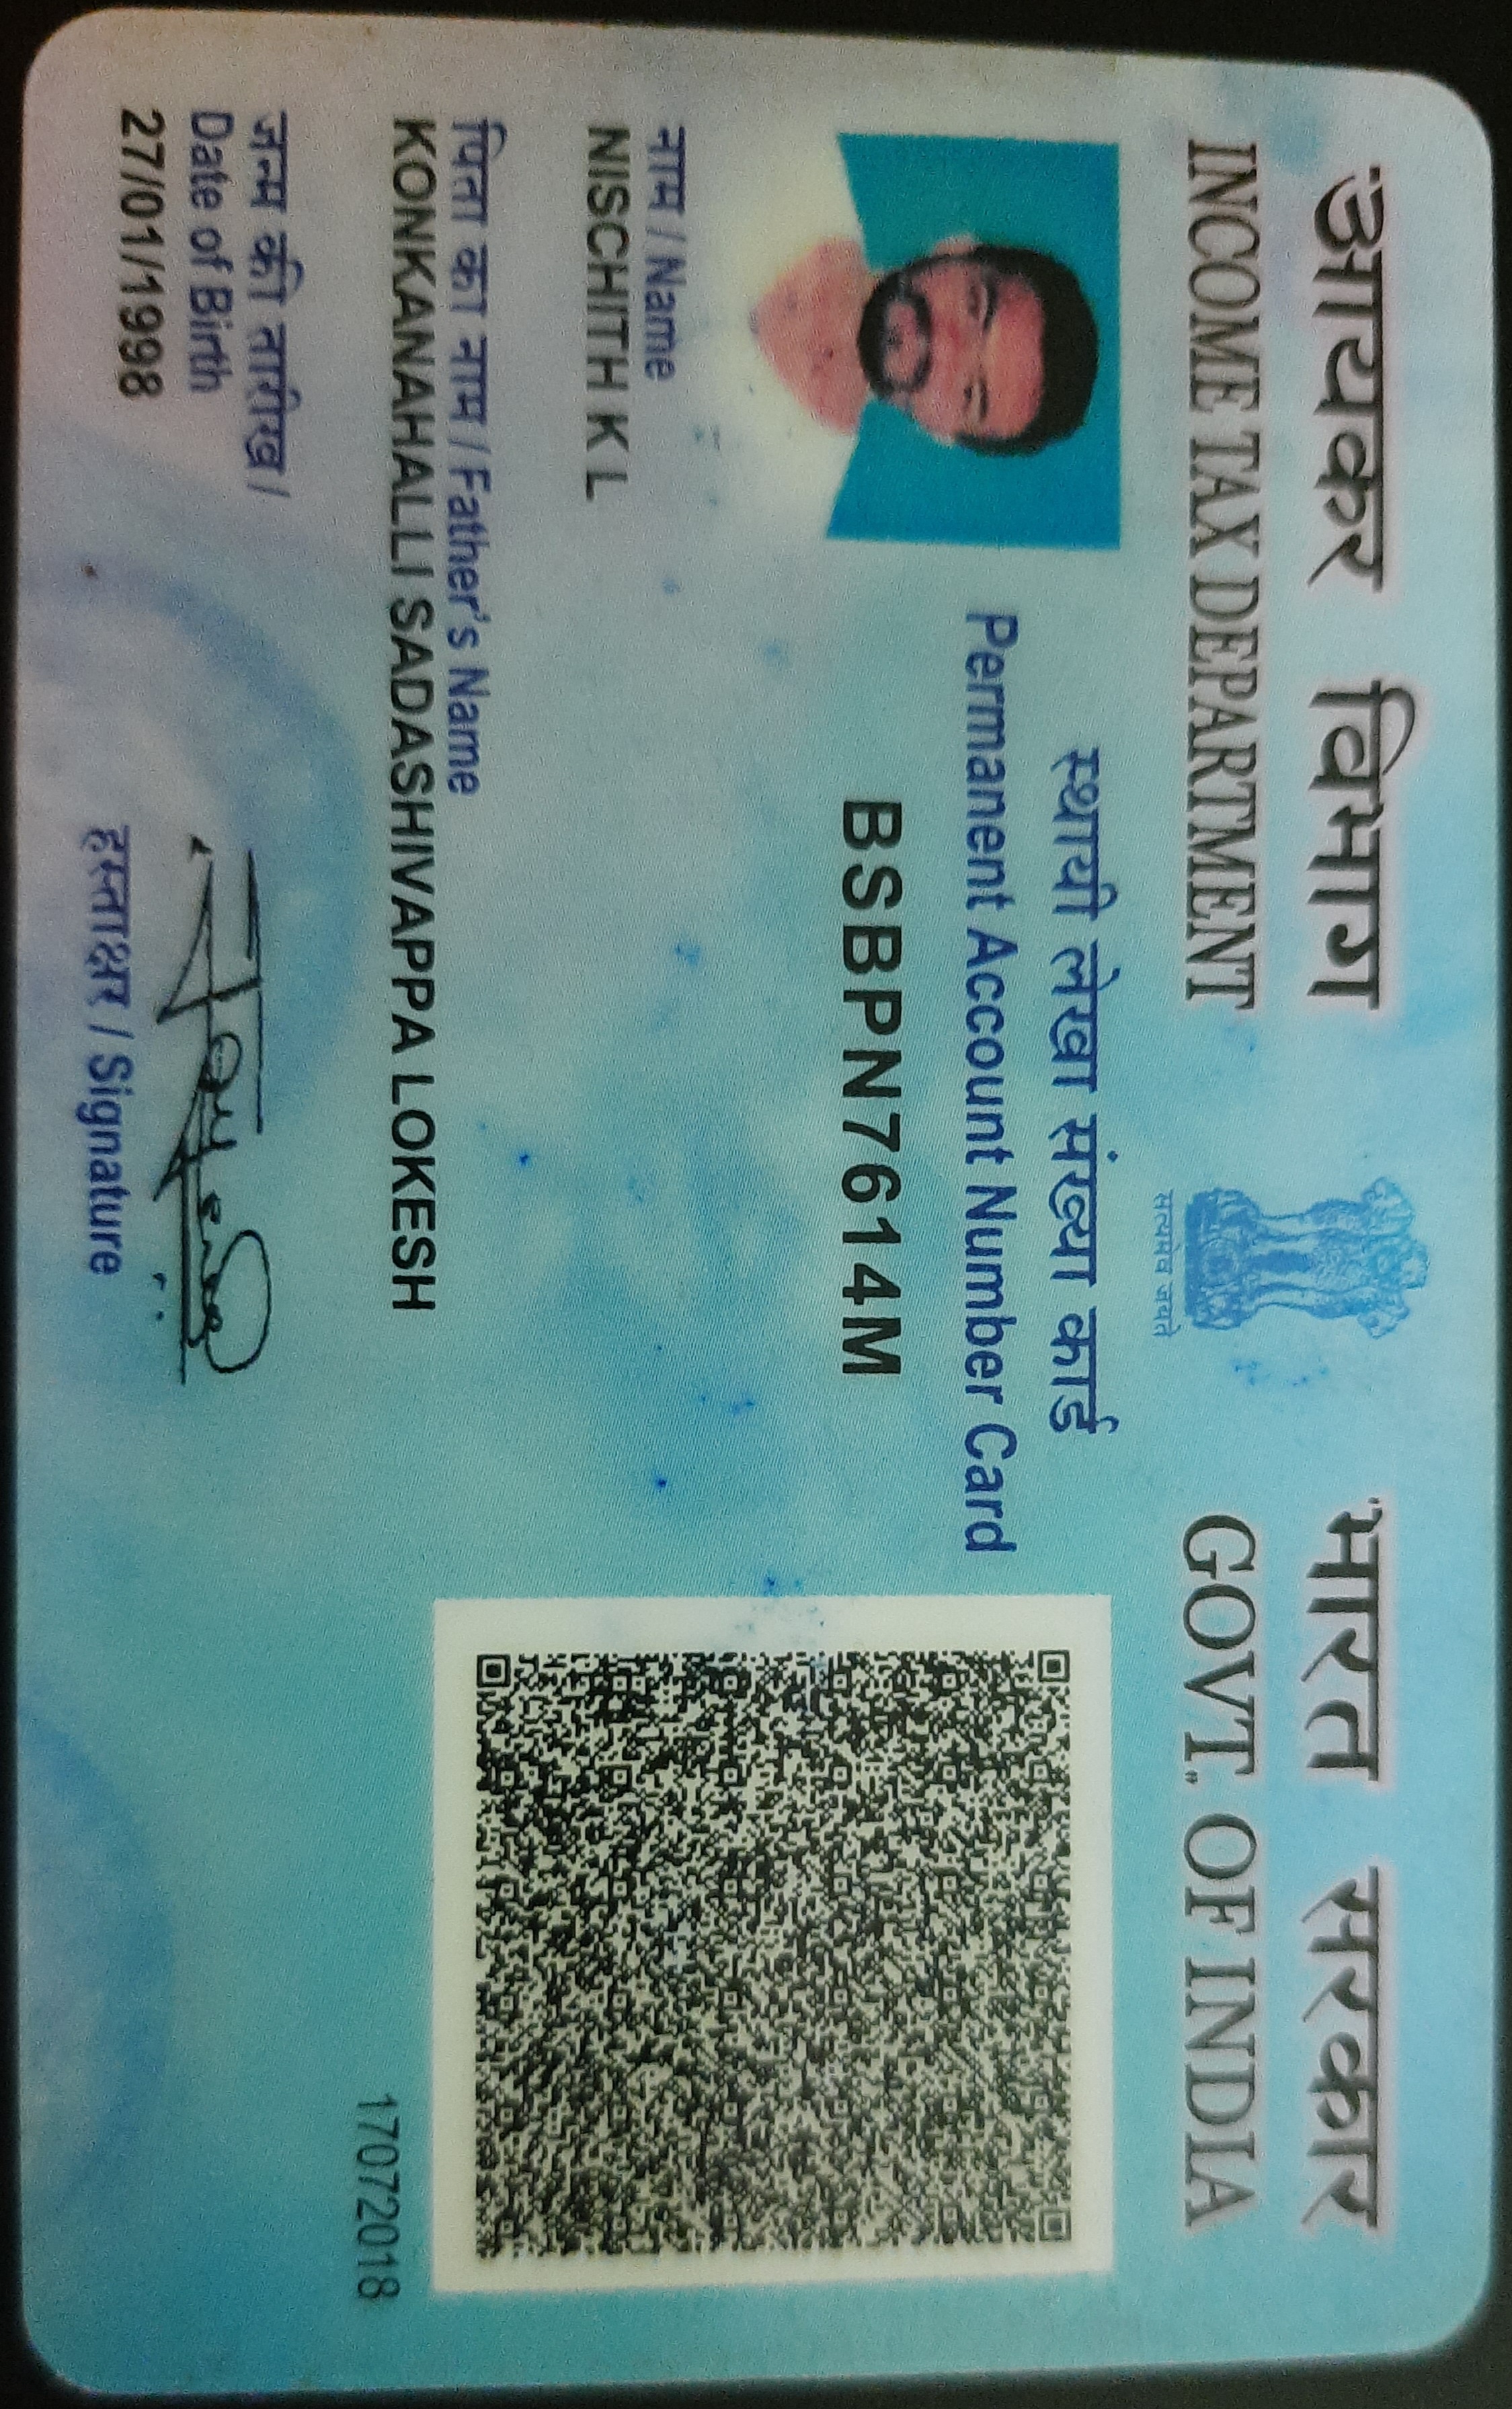 आयकर विभाग
INCOME TAX DEPARTMENT
सत्यमेव जयते
भारत सरकार
GOVT. OF INDIA
स्थायी लेखा संख्या कार्ड
Permanent Account Number Card
BSBPN7614M
नाम / Name
NISCHITH K L
पिता का नाम / Father's Name
KONKANAHALLI SADASHIVAPPA LOKESH
जन्म की तारीख /
Date of Birth
27/01/1998
हस्ताक्षर / Signature
17072018